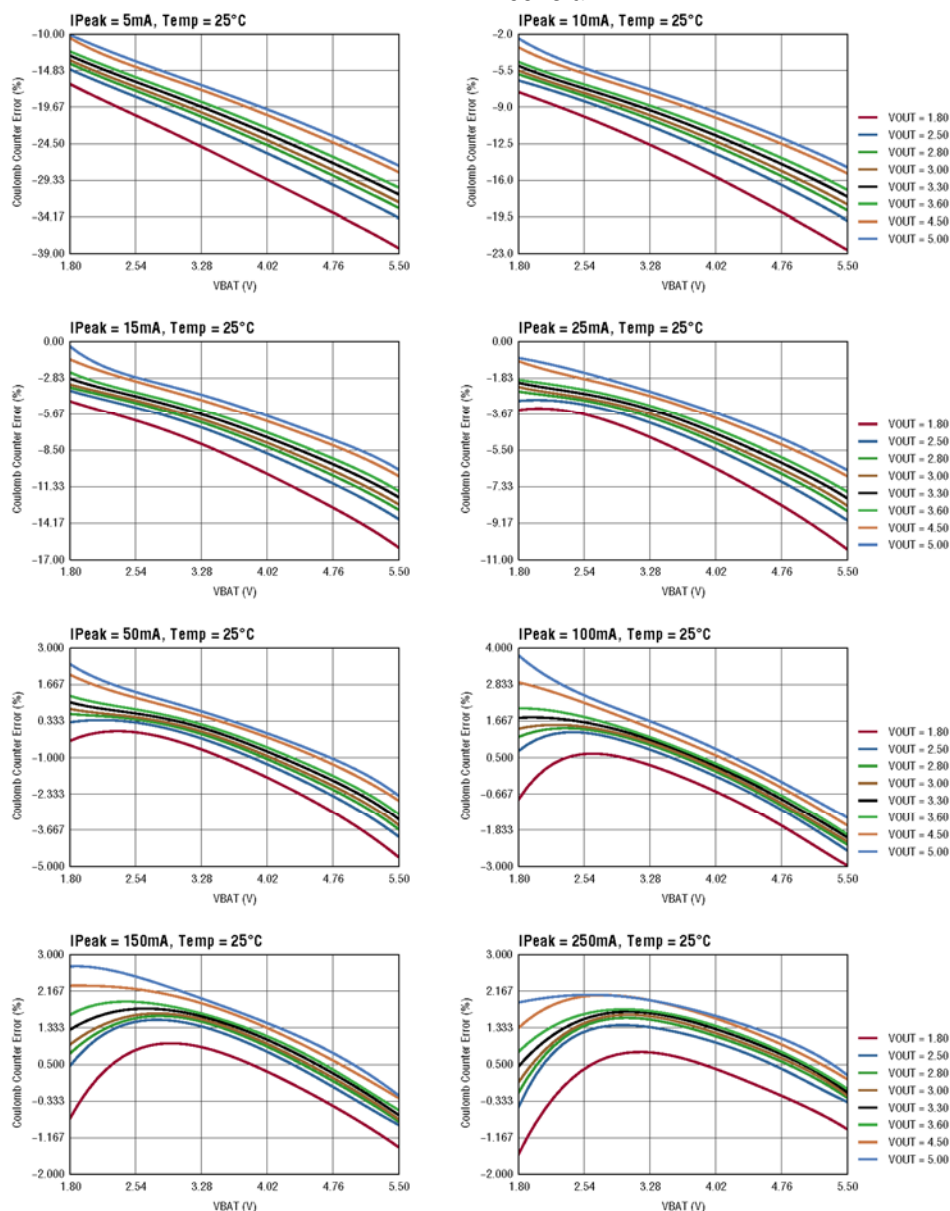 IPeak = 5mA, Temp = 25°C
Coulomb Counter Error (%)
-10.00
-14.83
-19.67
-24.50
-29.33
-34.17
-39.00
1.80 2.54 3.28 4.02 4.76 5.50
VBAT (V)
IPeak = 10mA, Temp = 25°C
Coulomb Counter Error (%)
-2.0
-5.5
-9.0
-12.5
-16.0
-19.5
-23.0
1.80 2.54 3.28 4.02 4.76 5.50
VBAT (V)
VOUT = 1.80
VOUT = 2.50
VOUT = 2.80
VOUT = 3.00
VOUT = 3.30
VOUT = 3.60
VOUT = 4.50
VOUT = 5.00
IPeak = 15mA, Temp = 25°C
Coulomb Counter Error (%)
0.00
-2.83
-5.67
-8.50
-11.33
-14.17
-17.00
1.80 2.54 3.28 4.02 4.76 5.50
VBAT (V)
IPeak = 25mA, Temp = 25°C
Coulomb Counter Error (%)
0.00
-1.83
-3.67
-5.50
-7.33
-9.17
-11.00
1.80 2.54 3.28 4.02 4.76 5.50
VBAT (V)
VOUT = 1.80
VOUT = 2.50
VOUT = 2.80
VOUT = 3.00
VOUT = 3.30
VOUT = 3.60
VOUT = 4.50
VOUT = 5.00
IPeak = 50mA, Temp = 25°C
Coulomb Counter Error (%)
3.000
1.667
0.333
-1.000
-2.333
-3.667
-5.000
1.80 2.54 3.28 4.02 4.76 5.50
VBAT (V)
IPeak = 100mA, Temp = 25°C
Coulomb Counter Error (%)
4.000
2.833
1.667
0.500
-0.667
-1.833
-3.000
1.80 2.54 3.28 4.02 4.76 5.50
VBAT (V)
VOUT = 1.80
VOUT = 2.50
VOUT = 2.80
VOUT = 3.00
VOUT = 3.30
VOUT = 3.60
VOUT = 4.50
VOUT = 5.00
IPeak = 150mA, Temp = 25°C
Coulomb Counter Error (%)
3.000
2.167
1.333
0.500
-0.333
-1.167
-2.000
1.80 2.54 3.28 4.02 4.76 5.50
VBAT (V)
IPeak = 250mA, Temp = 25°C
Coulomb Counter Error (%)
3.000
2.167
1.333
0.500
-0.333
-1.167
-2.000
1.80 2.54 3.28 4.02 4.76 5.50
VBAT (V)
VOUT = 1.80
VOUT = 2.50
VOUT = 2.80
VOUT = 3.00
VOUT = 3.30
VOUT = 3.60
VOUT = 4.50
VOUT = 5.00